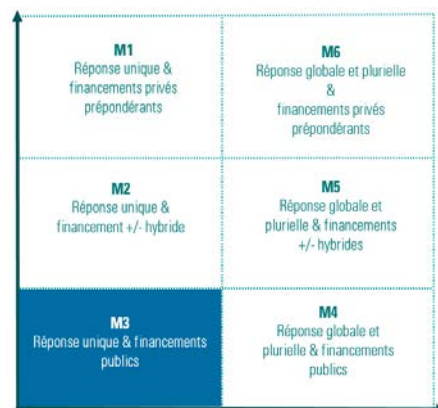 M1
Réponse unique &
financements privés
prépondérants
M6
Réponse globale et plurielle
&
financements privés
prépondérants
M2
Réponse unique &
financement +/- hybride
M5
Réponse globale et
plurielle & financements
+/- hybrides
M3
Réponse unique & financements
publics
M4
Réponse globale et
plurielle & financements
publics